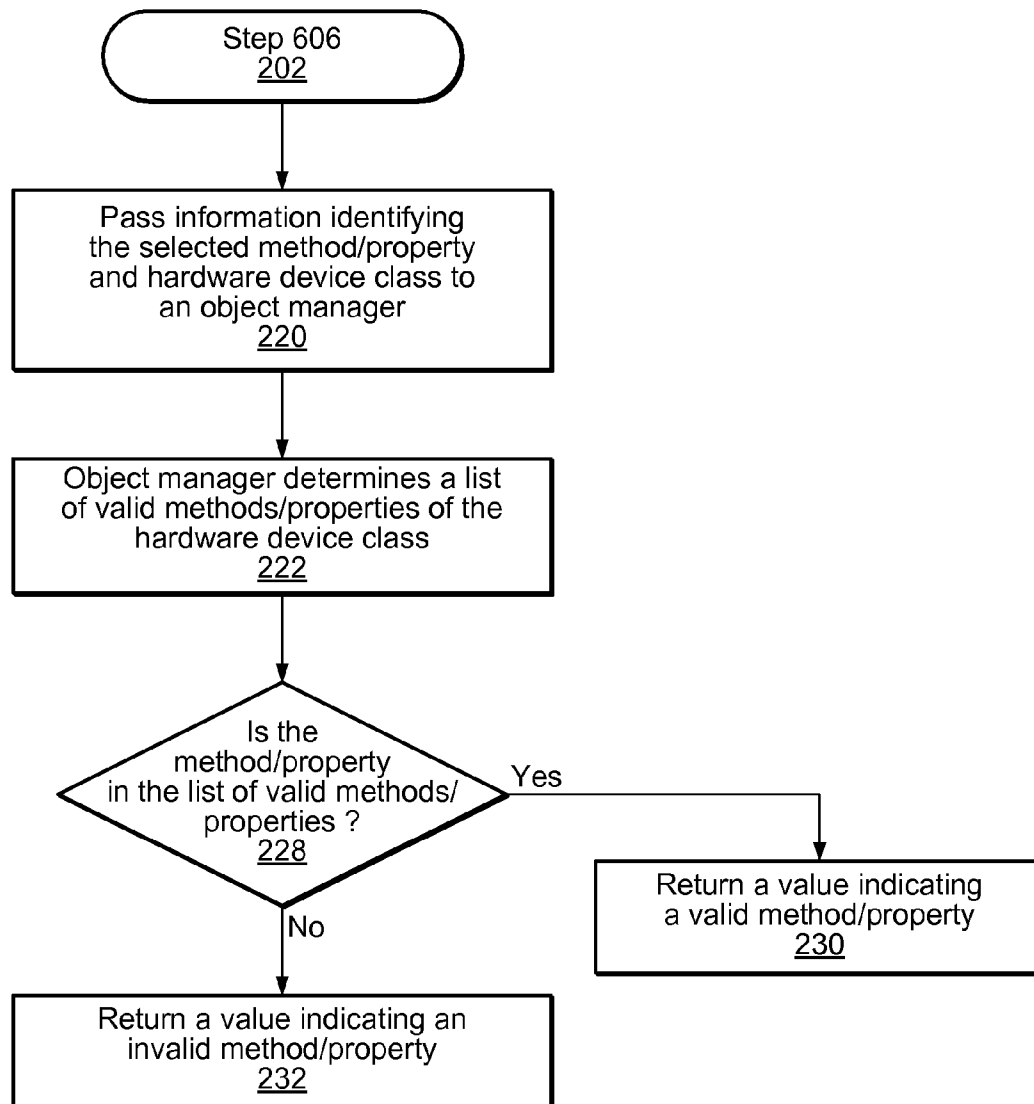 Step 606
202
Pass information identifying
the selected method/property
and hardware device class to
an object manager
220
Object manager determines a list
of valid methods/properties of the
hardware device class
222
Is the
method/property
in the list of valid methods/
properties ?
228
Yes
Return a value indicating
a valid method/property
230
No
Return a value indicating an
invalid method/property
232